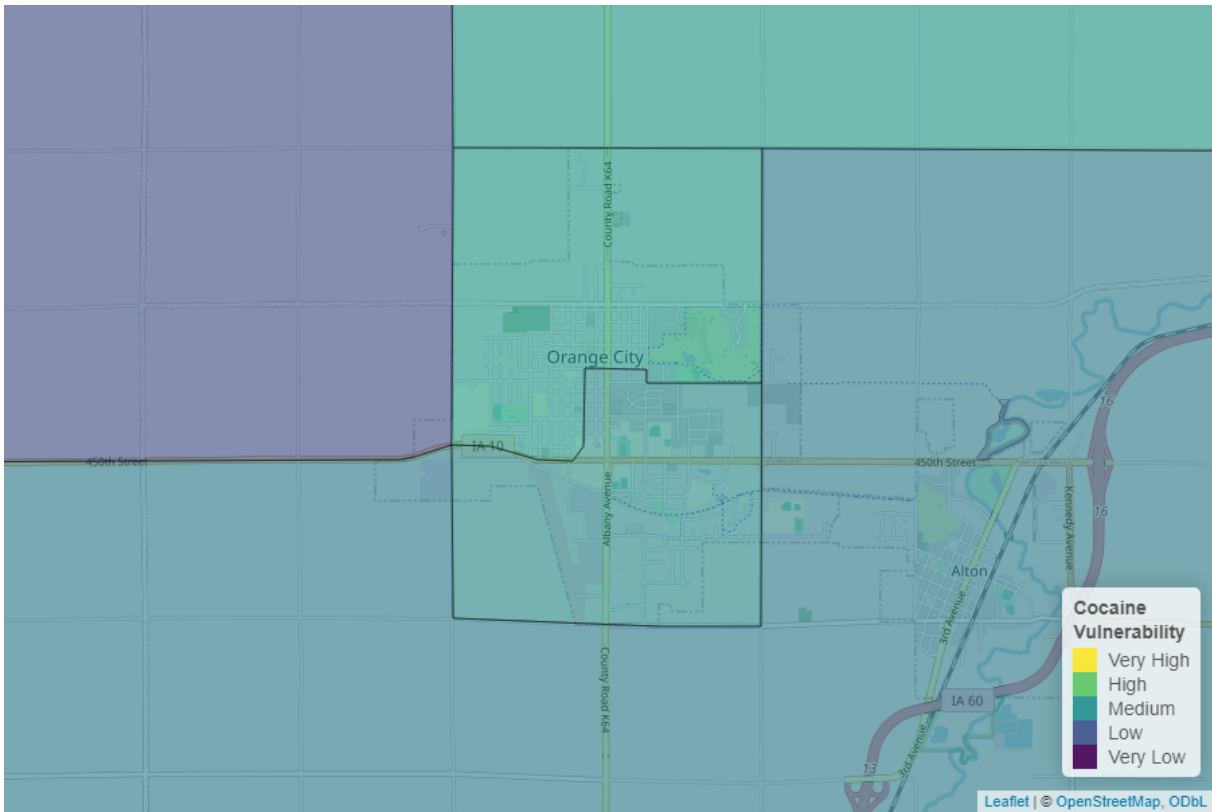 County Road K64
Orange City
IA 10
450th Street
450th Street
16
Albany Avenue
Kennedy Avenue
16
Alton
3rd Avenue
County Road K64
IA 60
3rd Avenue
13
Cocaine
Vulnerability
Very High
High
Medium
Low
Very Low
Leaflet | © OpenStreetMap, ODbL